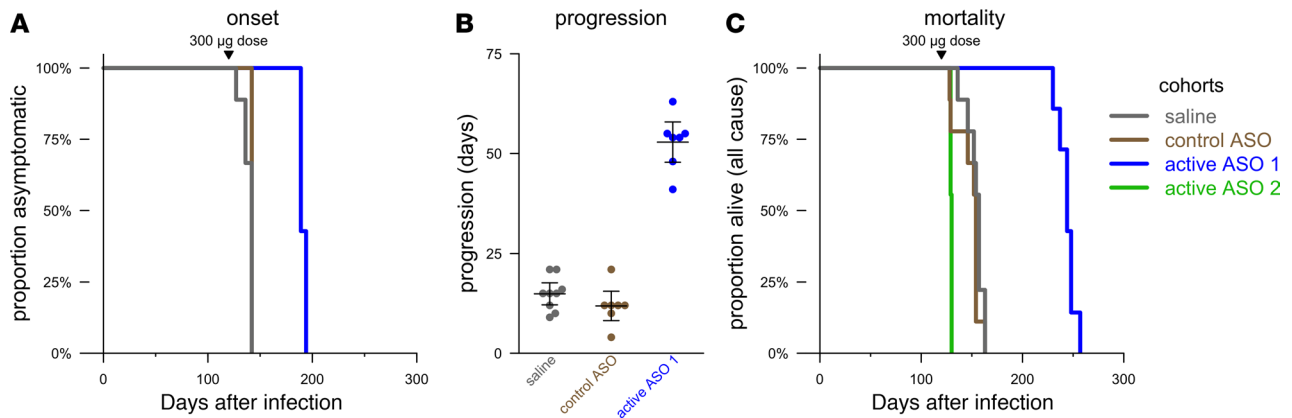 A
onset
300 µg dose
proportion asymptomatic
100%
75%
50%
25%
0%
0
100
200
300
Days after infection
B
progression
progression (days)
75
50
25
0
saline
control ASO
active ASO 1
C
mortality
300 µg dose
proportion alive (all cause)
100%
75%
50%
25%
0%
0
100
200
300
Days after infection
cohorts
saline
control ASO
active ASO 1
active ASO 2